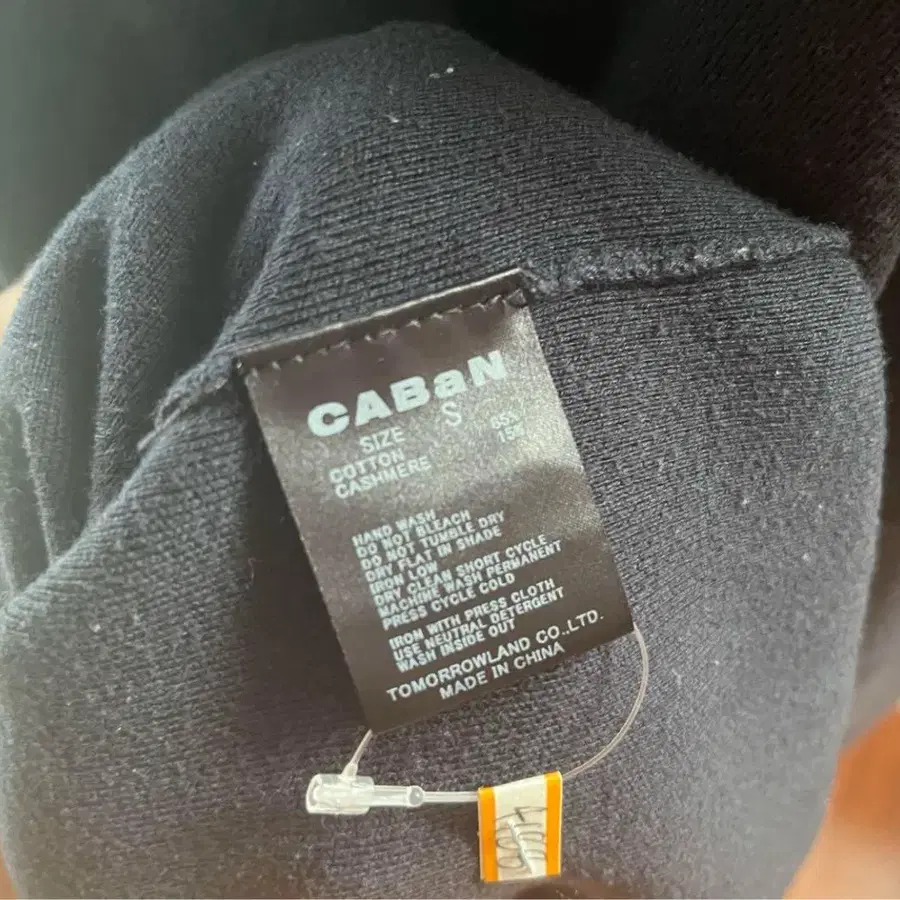 CABaN
SIZE S
COTTON 85%
CASHMERE 15%
HAND WASH
DO NOT BLEACH
DO NOT TUMBLE DRY
DRY FLAT IN SHADE
IRON LOW
DRY CLEAN SHORT CYCLE
MACHINE WASH PERMANENT
PRESS CYCLE COLD
IRON WITH PRESS CLOTH
USE NEUTRAL DETERGENT
WASH INSIDE OUT
TOMORROWLAND CO.,LTD.
MADE IN CHINA